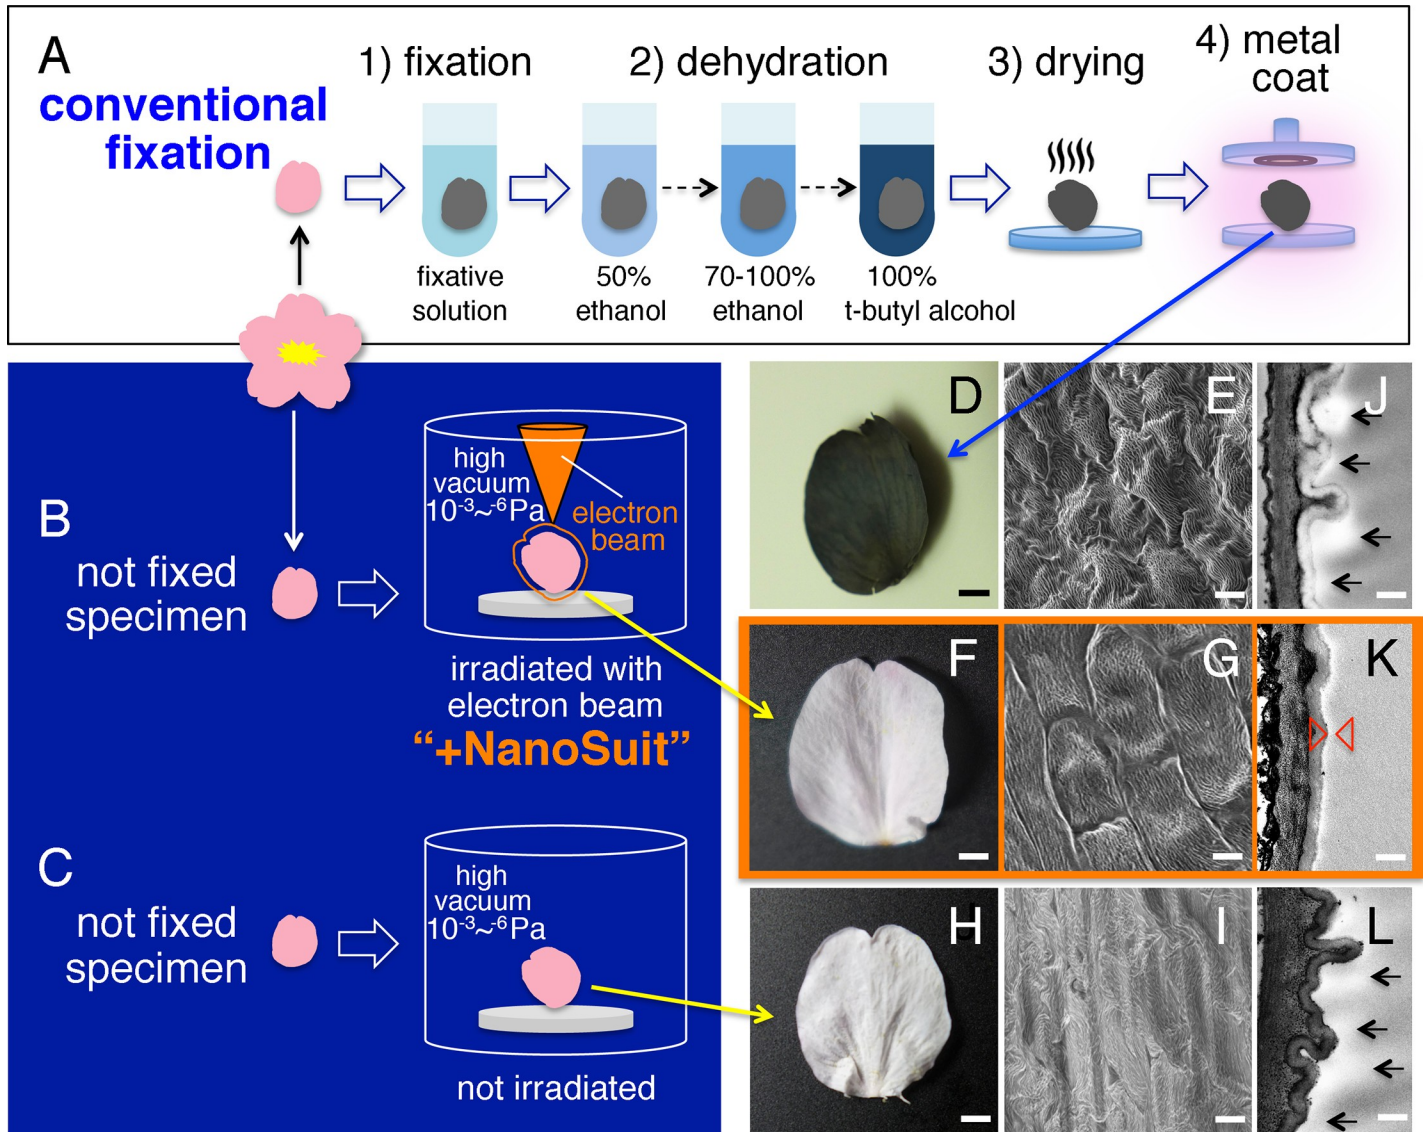 A
conventional
fixation
1) fixation
2) dehydration
3) drying
4) metal
coat
fixative
solution
50%
ethanol
70-100%
ethanol
100%
t-butyl alcohol
B
not fixed
specimen
high
vacuum
10-3~-6Pa
electron
beam
irradiated with
electron beam
“+NanoSuit”
C
not fixed
specimen
high
vacuum
10-3~-6Pa
not irradiated
D
E
J
F
G
K
H
I
L